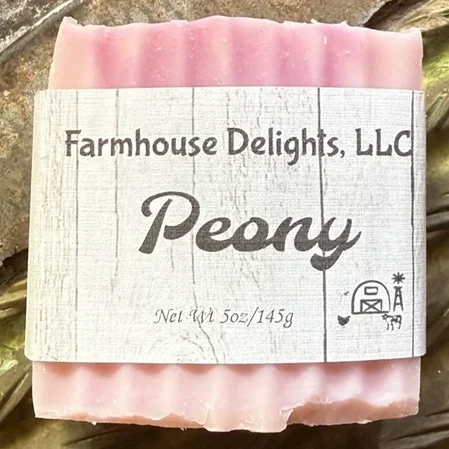 Farmhouse Delights, LLC
Peony
Net Wt 5oz/145g